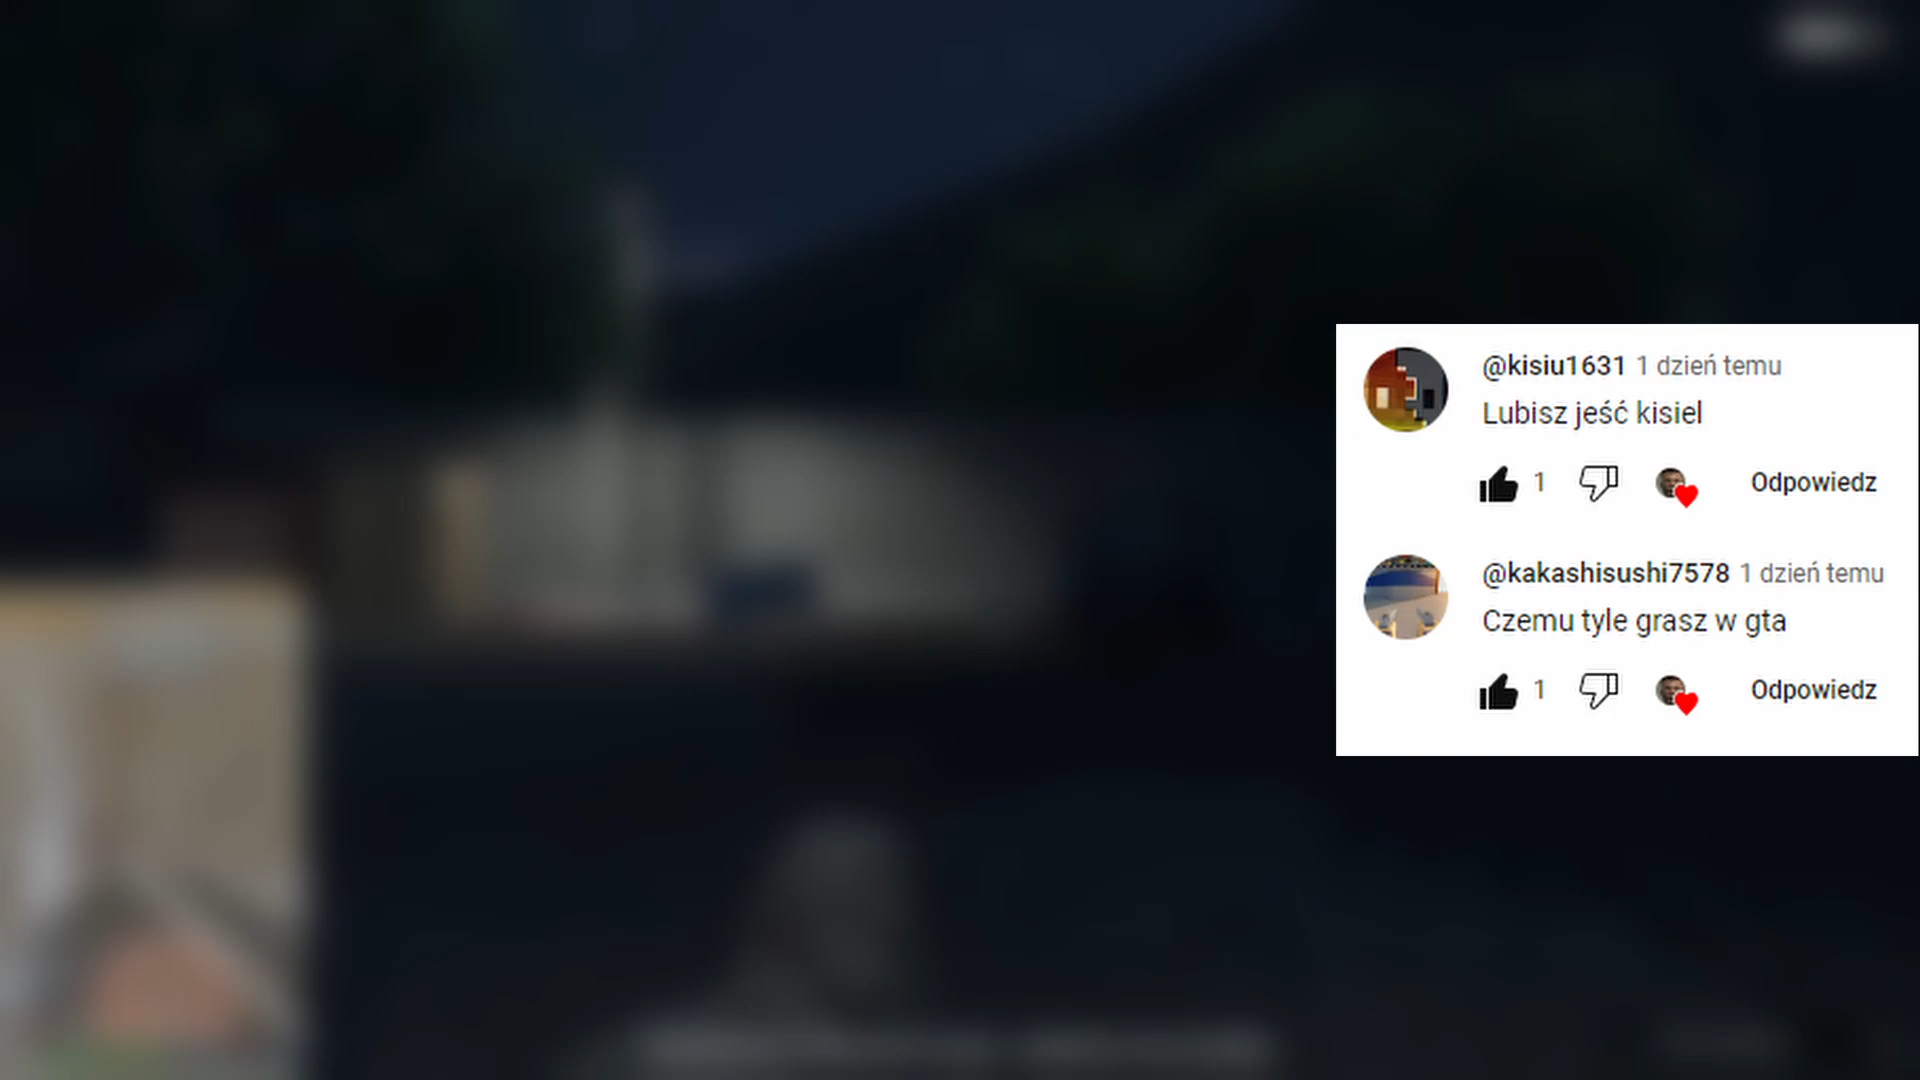 @kisiu1631 1 dzień temu
Lubisz jeść kisiel
1 Odpowiedz
@kakashisushi7578 1 dzień temu
Czemu tyle grasz w gta
1 Odpowiedz